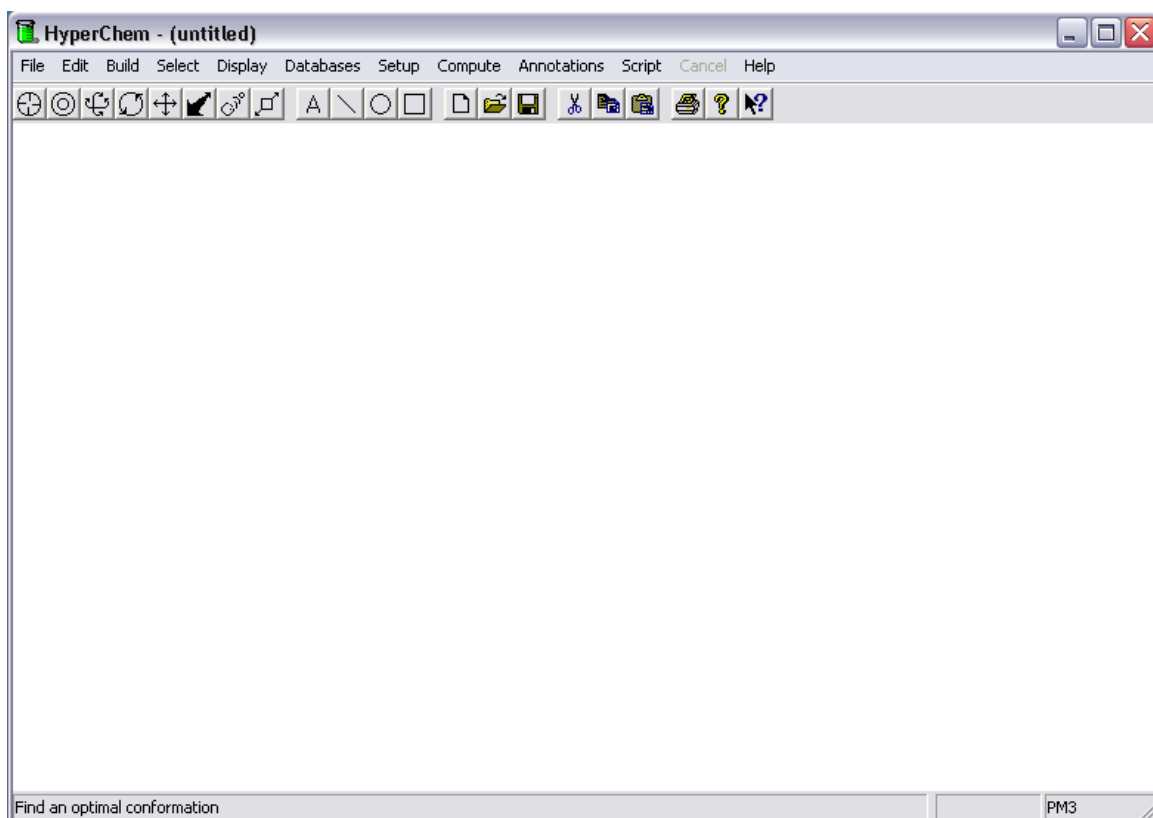 HyperChem - (untitled)
File Edit Build Select Display Databases Setup Compute Annotations Script Cancel Help
A
Find an optimal conformation PM3